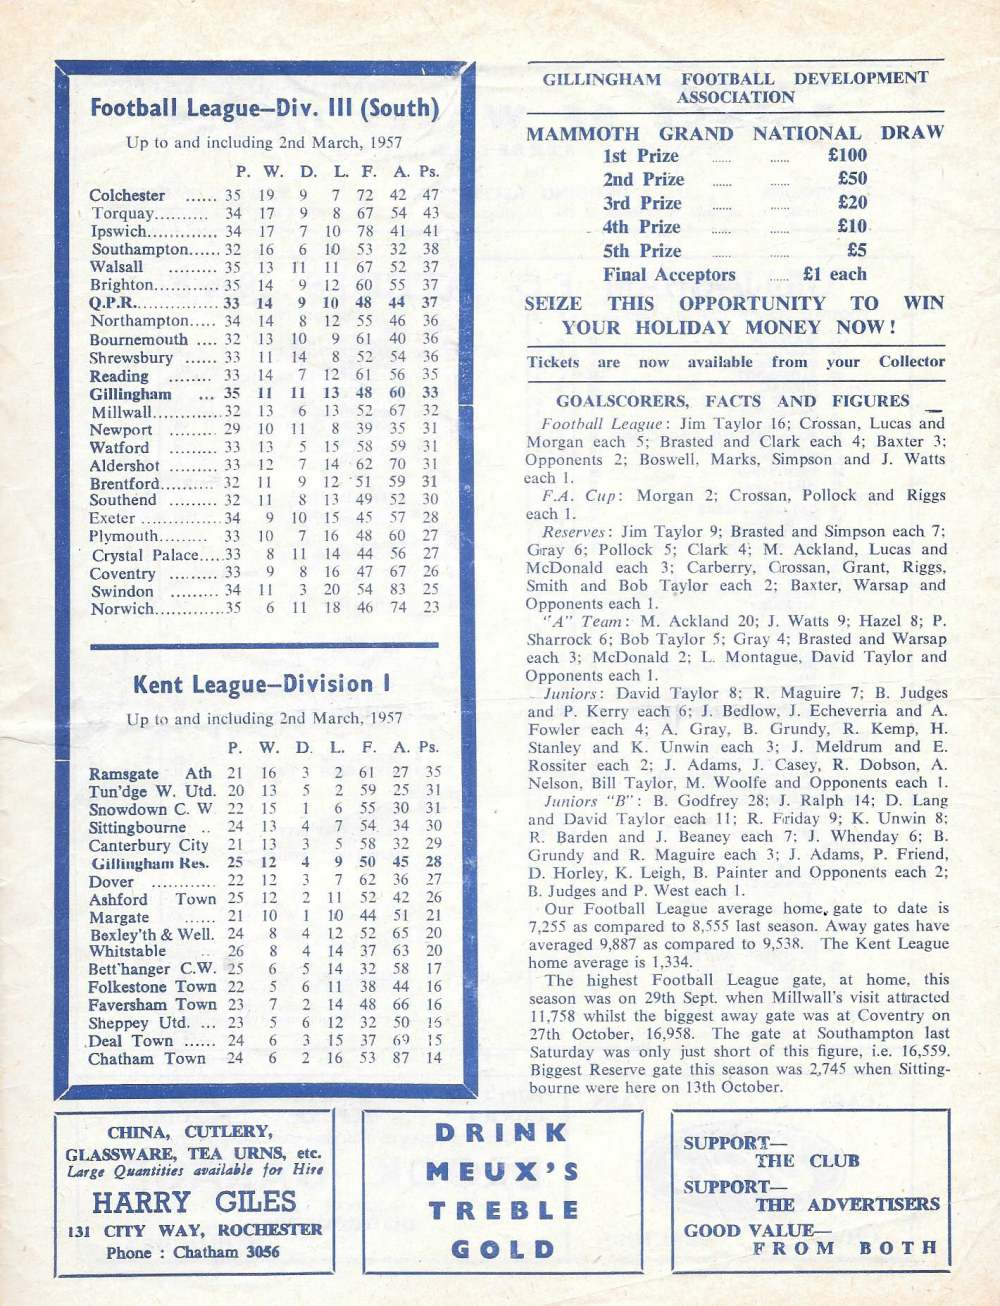 Football League—Div. III (South)
Up to and including 2nd March, 1957
P. W. D. L. F. A. Ps.
Colchester ...... 35 19 9 7 72 42 47
Torquay.......... 34 17 9 8 67 54 43
Ipswich............ 34 17 7 10 78 41 41
Southampton...... 32 16 6 10 53 32 38
Walsall ......... 35 13 11 11 67 52 37
Brighton........... 35 14 9 12 60 55 37
Q.P.R............... 33 14 9 10 48 44 37
Northampton..... 34 14 8 12 55 46 36
Bournemouth .... 32 13 10 9 61 40 36
Shrewsbury ...... 33 11 14 8 52 54 36
Reading ........ 33 14 7 12 61 56 35
Gillingham ... 35 11 11 13 48 60 33
Millwall............. 32 13 6 13 52 67 32
Newport ......... 29 10 11 8 39 35 31
Watford ......... 33 13 5 15 58 59 31
Aldershot ......... 33 12 7 14 62 70 31
Brentford.......... 32 11 9 12 51 59 31
Southend ......... 32 11 8 13 49 52 30
Exeter ............... 34 9 10 15 45 57 28
Plymouth......... 33 10 7 16 48 60 27
Crystal Palace..... 33 8 11 14 44 56 27
Coventry ......... 33 9 8 16 47 67 26
Swindon ......... 34 11 3 20 54 83 25
Norwich............. 35 6 11 18 46 74 23
Kent League—Division I
Up to and including 2nd March, 1957
P. W. D. L. F. A. Ps.
Ramsgate Ath 21 16 3 2 61 27 35
Tun'dge W. Utd. 20 13 5 2 59 25 31
Snowdown C. W 22 15 1 6 55 30 31
Sittingbourne .. 24 13 4 7 54 34 30
Canterbury City 21 13 3 5 58 32 29
Gillingham Res. 25 12 4 9 50 45 28
Dover ............ 22 12 3 7 62 36 27
Ashford Town 25 12 2 11 52 42 26
Margate ...... 21 10 1 10 44 51 21
Bexley'th & Well. 24 8 4 12 52 65 20
Whitstable .. 26 8 4 14 37 63 20
Bett'hanger C.W. 25 6 5 14 32 58 17
Folkestone Town 22 5 6 11 38 44 16
Faversham Town 23 7 2 14 48 66 16
Sheppey Utd. ... 23 5 6 12 32 50 16
Deal Town ...... 24 6 3 15 37 69 15
Chatham Town 24 6 2 16 53 87 14
GILLINGHAM FOOTBALL DEVELOPMENT
ASSOCIATION
MAMMOTH GRAND NATIONAL DRAW
1st Prize ...... ...... £100
2nd Prize ...... ...... £50
3rd Prize ...... ...... £20
4th Prize ...... ...... £10
5th Prize ...... ...... £5
Final Acceptors ...... £1 each
SEIZE THIS OPPORTUNITY TO WIN
YOUR HOLIDAY MONEY NOW!
Tickets are now available from your Collector
GOALSCORERS, FACTS AND FIGURES
Football League: Jim Taylor 16; Crossan, Lucas and
Morgan each 5; Brasted and Clark each 4; Baxter 3;
Opponents 2; Boswell, Marks, Simpson and J. Watts
each 1.
F.A. Cup: Morgan 2; Crossan, Pollock and Riggs
each 1.
Reserves: Jim Taylor 9; Brasted and Simpson each 7;
Gray 6; Pollock 5; Clark 4; M. Ackland, Lucas and
McDonald each 3; Carberry, Crossan, Grant, Riggs,
Smith and Bob Taylor each 2; Baxter, Warsap and
Opponents each 1.
"A" Team: M. Ackland 20; J. Watts 9; Hazel 8; P.
Sharrock 6; Bob Taylor 5; Gray 4; Brasted and Warsap
each 3; McDonald 2; L. Montague, David Taylor and
Opponents each 1.
Juniors: David Taylor 8; R. Maguire 7; B. Judges
and P. Kerry each 6; J. Bedlow, J. Echeverria and A.
Fowler each 4; A. Gray, B. Grundy, R. Kemp, H.
Stanley and K. Unwin each 3; J. Meldrum and E.
Rossiter each 2; J. Adams, J. Casey, R. Dobson, A.
Nelson, Bill Taylor, M. Woolfe and Opponents each 1.
Juniors "B": B. Godfrey 28; J. Ralph 14; D. Lang
and David Taylor each 11; R. Friday 9; K. Unwin 8;
R. Barden and J. Beaney each 7; J. Whenday 6; B.
Grundy and R. Maguire each 3; J. Adams, P. Friend,
D. Horley, K. Leigh, B. Painter and Opponents each 2;
B. Judges and P. West each 1.
Our Football League average home gate to date is
7,255 as compared to 8,555 last season. Away gates have
averaged 9,887 as compared to 9,538. The Kent League
home average is 1,334.
The highest Football League gate, at home, this
season was on 29th Sept. when Millwall's visit attracted
11,758 whilst the biggest away gate was at Coventry on
27th October, 16,958. The gate at Southampton last
Saturday was only just short of this figure, i.e. 16,559.
Biggest Reserve gate this season was 2,745 when Sitting-
bourne were here on 13th October.
CHINA, CUTLERY,
GLASSWARE, TEA URNS, etc.
Large Quantities available for Hire
HARRY GILES
131 CITY WAY, ROCHESTER
Phone : Chatham 3056
DRINK
MEUX'S
TREBLE
GOLD
SUPPORT—
THE CLUB
SUPPORT—
THE ADVERTISERS
GOOD VALUE—
FROM BOTH